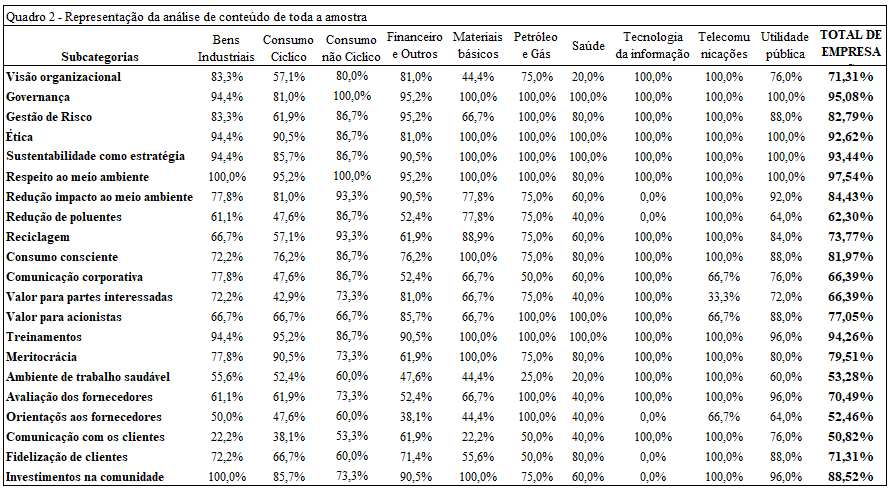 Quadro 2 - Representação da análise de conteúdo de toda a amostra
Subcategorias Bens Industriais Consumo Cíclico Consumo não Cíclico Financeiro e Outros Materiais básicos Petróleo e Gás Saúde Tecnologia da informação Telecomu nicações Utilidade pública TOTAL DE EMPRESA
Visão organizacional 83,3% 57,1% 80,0% 81,0% 44,4% 75,0% 20,0% 100,0% 100,0% 76,0% 71,31%
Governança 94,4% 81,0% 100,0% 95,2% 100,0% 100,0% 100,0% 100,0% 100,0% 100,0% 95,08%
Gestão de Risco 83,3% 61,9% 86,7% 95,2% 66,7% 100,0% 80,0% 100,0% 100,0% 88,0% 82,79%
Ética 94,4% 90,5% 86,7% 81,0% 100,0% 100,0% 100,0% 100,0% 100,0% 100,0% 92,62%
Sustentabilidade como estratégia 94,4% 85,7% 86,7% 90,5% 100,0% 100,0% 100,0% 100,0% 100,0% 100,0% 93,44%
Respeito ao meio ambiente 100,0% 95,2% 100,0% 95,2% 100,0% 100,0% 80,0% 100,0% 100,0% 100,0% 97,54%
Redução impacto ao meio ambiente 77,8% 81,0% 93,3% 90,5% 77,8% 75,0% 60,0% 0,0% 100,0% 92,0% 84,43%
Redução de poluentes 61,1% 47,6% 86,7% 52,4% 77,8% 75,0% 40,0% 0,0% 100,0% 64,0% 62,30%
Reciclagem 66,7% 57,1% 93,3% 61,9% 88,9% 75,0% 60,0% 100,0% 100,0% 84,0% 73,77%
Consumo consciente 72,2% 76,2% 86,7% 76,2% 100,0% 75,0% 80,0% 100,0% 100,0% 88,0% 81,97%
Comunicação corporativa 77,8% 47,6% 86,7% 52,4% 66,7% 50,0% 60,0% 100,0% 66,7% 76,0% 66,39%
Valor para partes interessadas 72,2% 42,9% 73,3% 81,0% 66,7% 75,0% 40,0% 100,0% 33,3% 72,0% 66,39%
Valor para acionistas 66,7% 66,7% 66,7% 85,7% 66,7% 100,0% 100,0% 100,0% 66,7% 88,0% 77,05%
Treinamentos 94,4% 95,2% 86,7% 90,5% 100,0% 100,0% 100,0% 100,0% 100,0% 96,0% 94,26%
Meritocrácia 77,8% 90,5% 73,3% 61,9% 100,0% 75,0% 80,0% 100,0% 100,0% 80,0% 79,51%
Ambiente de trabalho saudável 55,6% 52,4% 60,0% 47,6% 44,4% 25,0% 20,0% 100,0% 100,0% 60,0% 53,28%
Avaliação dos fornecedores 61,1% 61,9% 73,3% 52,4% 66,7% 100,0% 40,0% 100,0% 100,0% 96,0% 70,49%
Orientaçõs aos fornecedores 50,0% 47,6% 60,0% 38,1% 44,4% 100,0% 40,0% 0,0% 66,7% 64,0% 52,46%
Comunicação com os clientes 22,2% 38,1% 53,3% 61,9% 22,2% 50,0% 40,0% 100,0% 100,0% 76,0% 50,82%
Fidelização de clientes 72,2% 66,7% 60,0% 71,4% 55,6% 50,0% 80,0% 0,0% 100,0% 88,0% 71,31%
Investimentos na comunidade 100,0% 85,7% 73,3% 90,5% 100,0% 75,0% 60,0% 0,0% 100,0% 96,0% 88,52%